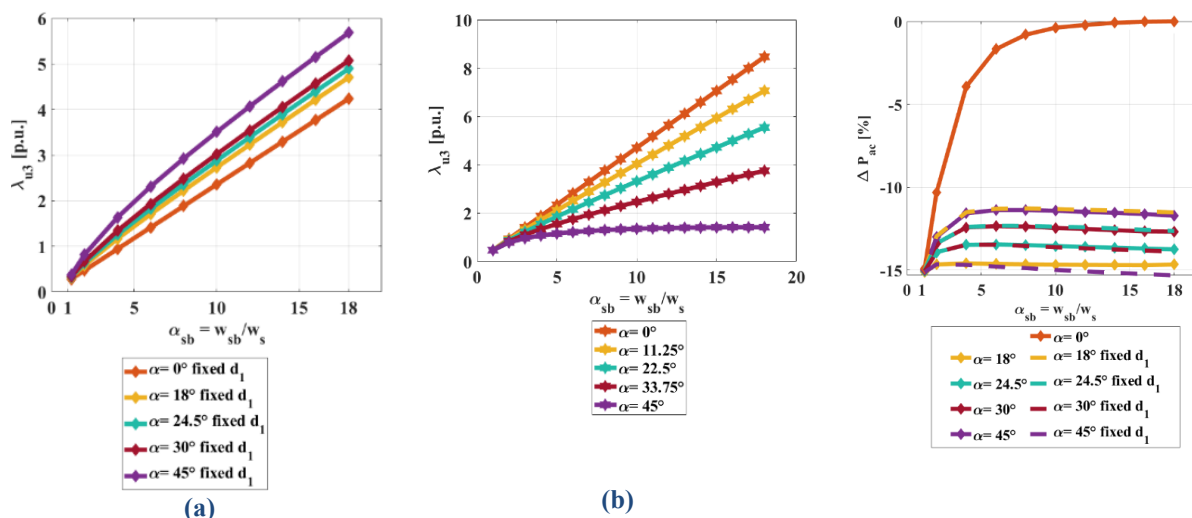 6
5
4
3
2
1
0
0 1
5
10
15
18
λu3 [p.u.]
αsb = wsb/ws
α= 0° fixed d1
α= 18° fixed d1
α= 24.5° fixed d1
α= 30° fixed d1
α= 45° fixed d1
(a)
10
8
6
4
2
0
0
5
10
15
20
λu3 [p.u.]
αsb = wsb/ws
α= 0°
α= 11.25°
α= 22.5°
α= 33.75°
α= 45°
(b)
0
-5
-10
-15
0 1
5
10
15
18
Δ Pac [%]
αsb = wsb/ws
α= 0°
α= 18°
α= 18° fixed d1
α= 24.5°
α= 24.5° fixed d1
α= 30°
α= 30° fixed d1
α= 45°
α= 45° fixed d1